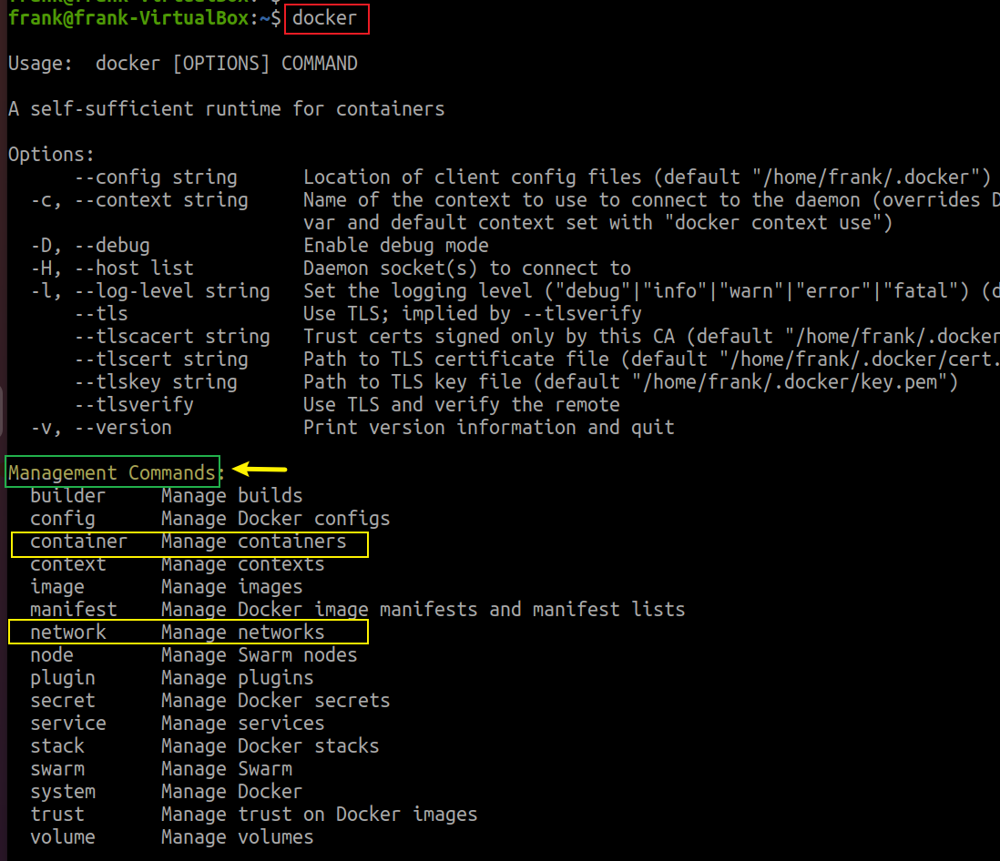 frank@frank-VirtualBox:~$
frank@frank-VirtualBox:~$ docker
Usage:  docker [OPTIONS] COMMAND
A self-sufficient runtime for containers
Options:
      --config string      Location of client config files (default "/home/frank/.docker")
  -c, --context string     Name of the context to use to connect to the daemon (overrides D
                           var and default context set with "docker context use")
  -D, --debug              Enable debug mode
  -H, --host list          Daemon socket(s) to connect to
  -l, --log-level string   Set the logging level ("debug"|"info"|"warn"|"error"|"fatal") (d
      --tls                Use TLS; implied by --tlsverify
      --tlscacert string   Trust certs signed only by this CA (default "/home/frank/.docker
      --tlscert string     Path to TLS certificate file (default "/home/frank/.docker/cert.
      --tlskey string      Path to TLS key file (default "/home/frank/.docker/key.pem")
      --tlsverify          Use TLS and verify the remote
  -v, --version            Print version information and quit
Management Commands:
  builder     Manage builds
  config      Manage Docker configs
  container   Manage containers
  context     Manage contexts
  image       Manage images
  manifest    Manage Docker image manifests and manifest lists
  network     Manage networks
  node        Manage Swarm nodes
  plugin      Manage plugins
  secret      Manage Docker secrets
  service     Manage services
  stack       Manage Docker stacks
  swarm       Manage Swarm
  system      Manage Docker
  trust       Manage trust on Docker images
  volume      Manage volumes